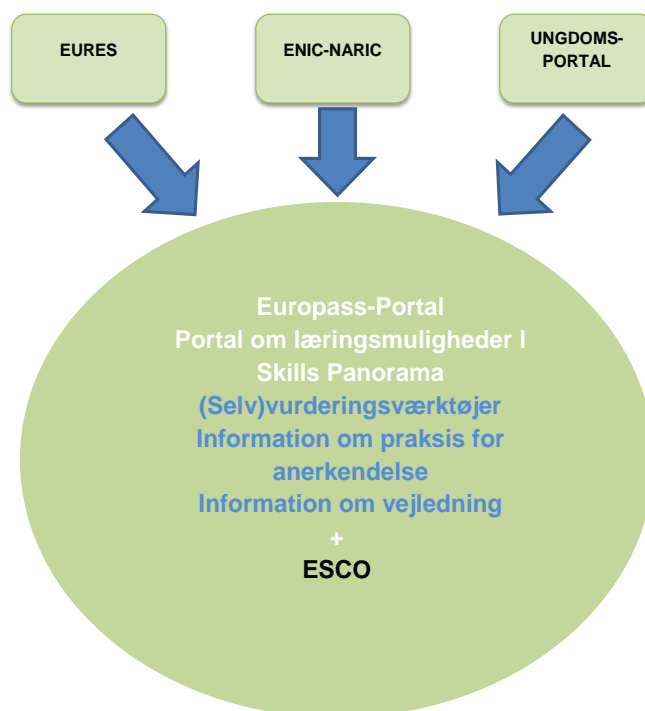 EURES
ENIC-NARIC
UNGDOMS-
PORTAL
Europass-Portal
Portal om læringsmuligheder I
Skills Panorama
(Selv)vurderingsværktøjer
Information om praksis for
anerkendelse
Information om vejledning
+
ESCO